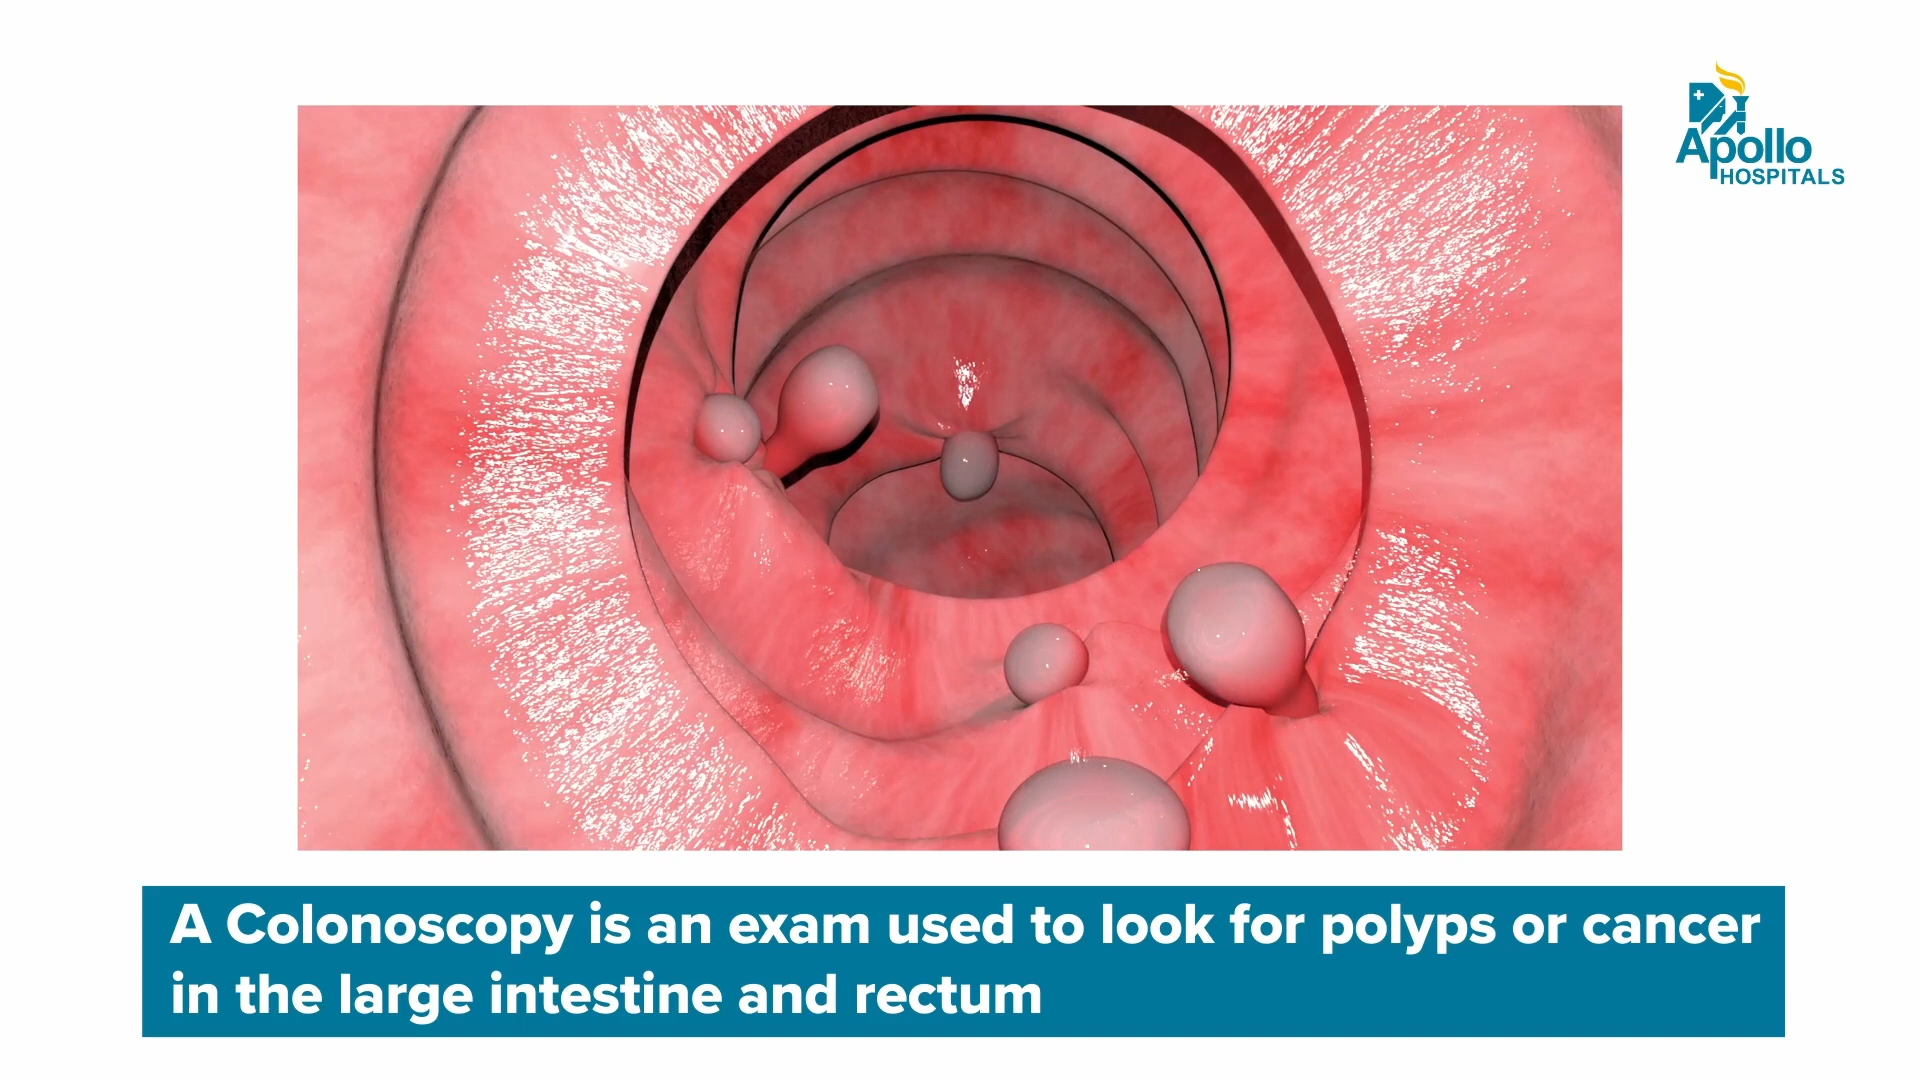 Apollo
HOSPITALS
A Colonoscopy is an exam used to look for polyps or cancer
in the large intestine and rectum